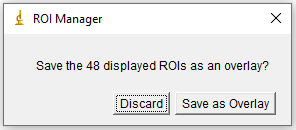 ROI Manager
Save the 48 displayed ROIs as an overlay?
Discard Save as Overlay